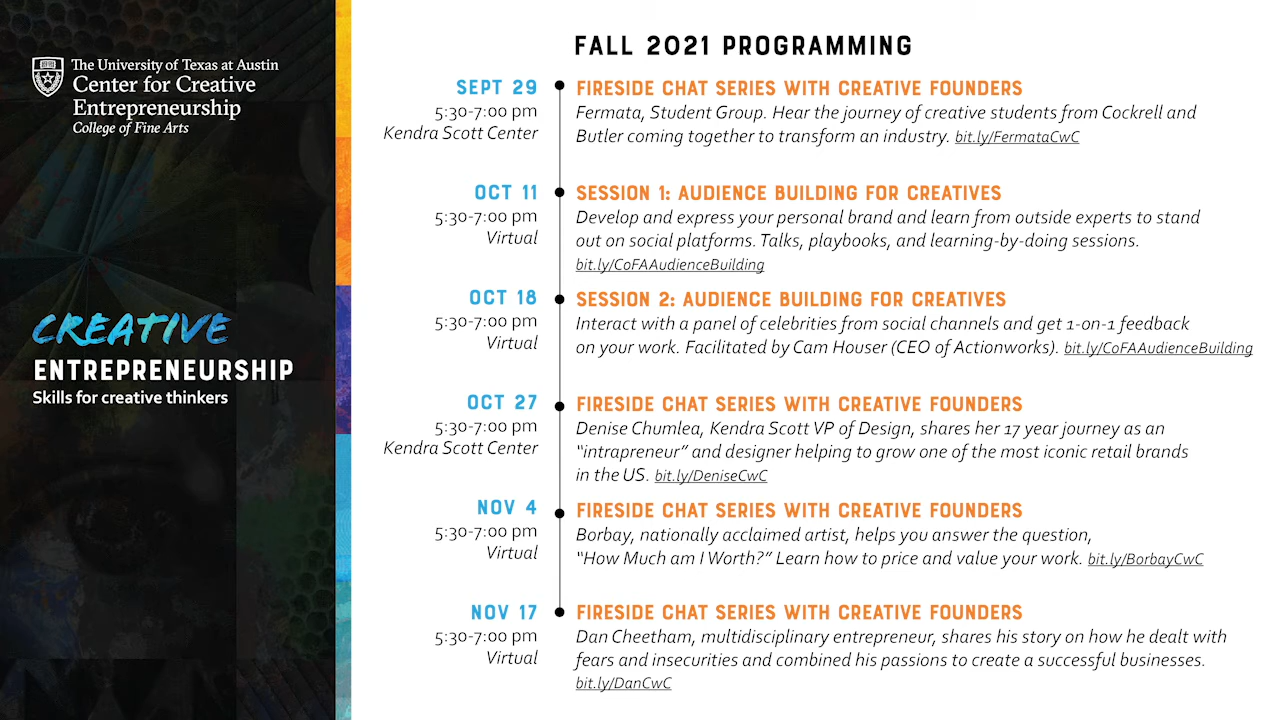 The University of Texas at Austin
Center for Creative
Entrepreneurship
College of Fine Arts
CREATIVE
ENTREPRENEURSHIP
Skills for creative thinkers
FALL 2021 PROGRAMMING
SEPT 29
5:30-7:00 pm
Kendra Scott Center
FIRESIDE CHAT SERIES WITH CREATIVE FOUNDERS
Fermata, Student Group. Hear the journey of creative students from Cockrell and
Butler coming together to transform an industry. bit.ly/FermataCwC
OCT 11
5:30-7:00 pm
Virtual
SESSION 1: AUDIENCE BUILDING FOR CREATIVES
Develop and express your personal brand and learn from outside experts to stand
out on social platforms. Talks, playbooks, and learning-by-doing sessions.
bit.ly/CoFAAudienceBuilding
OCT 18
5:30-7:00 pm
Virtual
SESSION 2: AUDIENCE BUILDING FOR CREATIVES
Interact with a panel of celebrities from social channels and get 1-on-1 feedback
on your work. Facilitated by Cam Houser (CEO of Actionworks). bit.ly/CoFAAudienceBuilding
OCT 27
5:30-7:00 pm
Kendra Scott Center
FIRESIDE CHAT SERIES WITH CREATIVE FOUNDERS
Denise Chumlea, Kendra Scott VP of Design, shares her 17 year journey as an
“intrapreneur” and designer helping to grow one of the most iconic retail brands
in the US. bit.ly/DeniseCwC
NOV 4
5:30-7:00 pm
Virtual
FIRESIDE CHAT SERIES WITH CREATIVE FOUNDERS
Borbay, nationally acclaimed artist, helps you answer the question,
“How Much am I Worth?” Learn how to price and value your work. bit.ly/BorbayCwC
NOV 17
5:30-7:00 pm
Virtual
FIRESIDE CHAT SERIES WITH CREATIVE FOUNDERS
Dan Cheetham, multidisciplinary entrepreneur, shares his story on how he dealt with
fears and insecurities and combined his passions to create a successful businesses.
bit.ly/DanCwC